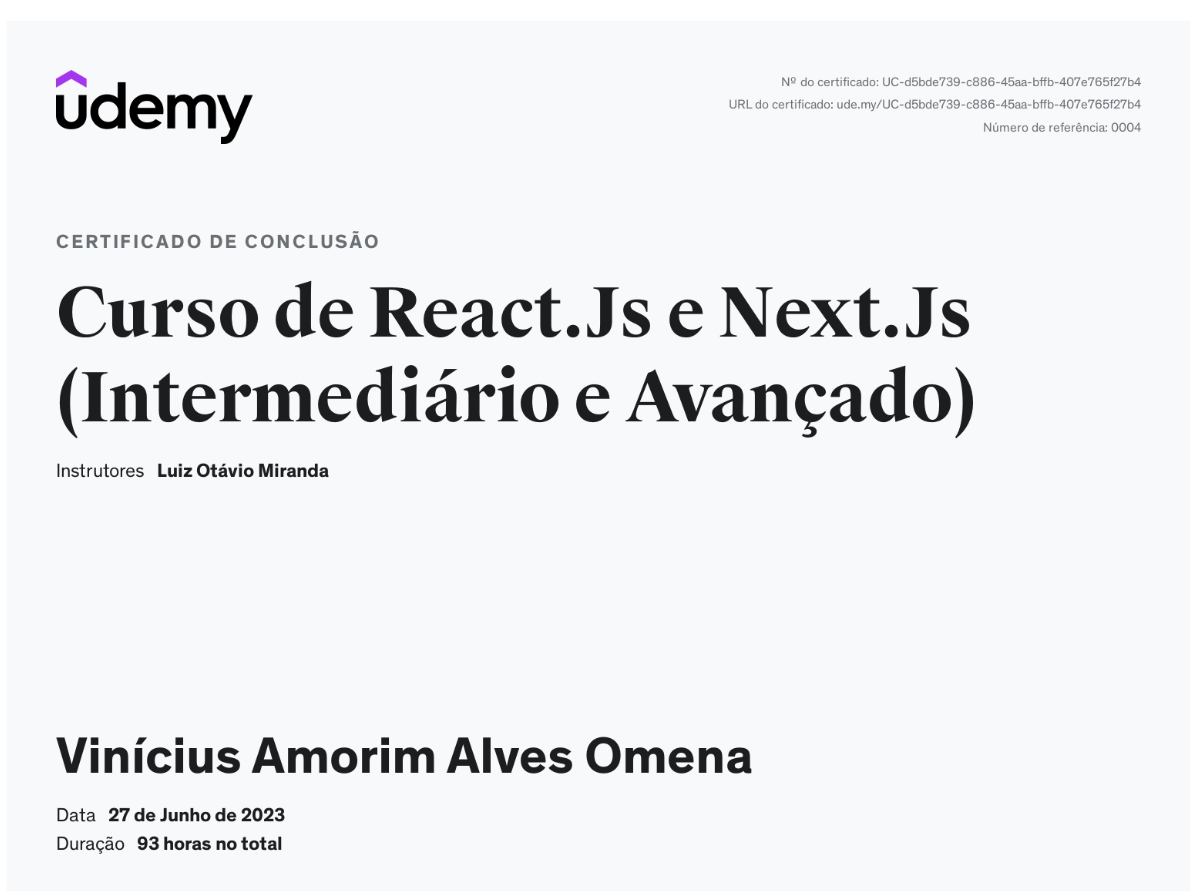 udemy
Nº do certificado: UC-d5bde739-c886-45aa-bffb-407e765f27b4
URL do certificado: ude.my/UC-d5bde739-c886-45aa-bffb-407e765f27b4
Número de referência: 0004
CERTIFICADO DE CONCLUSÃO
Curso de React.Js e Next.Js
(Intermediário e Avançado)
Instrutores Luiz Otávio Miranda
Vinícius Amorim Alves Omena
Data 27 de Junho de 2023
Duração 93 horas no total